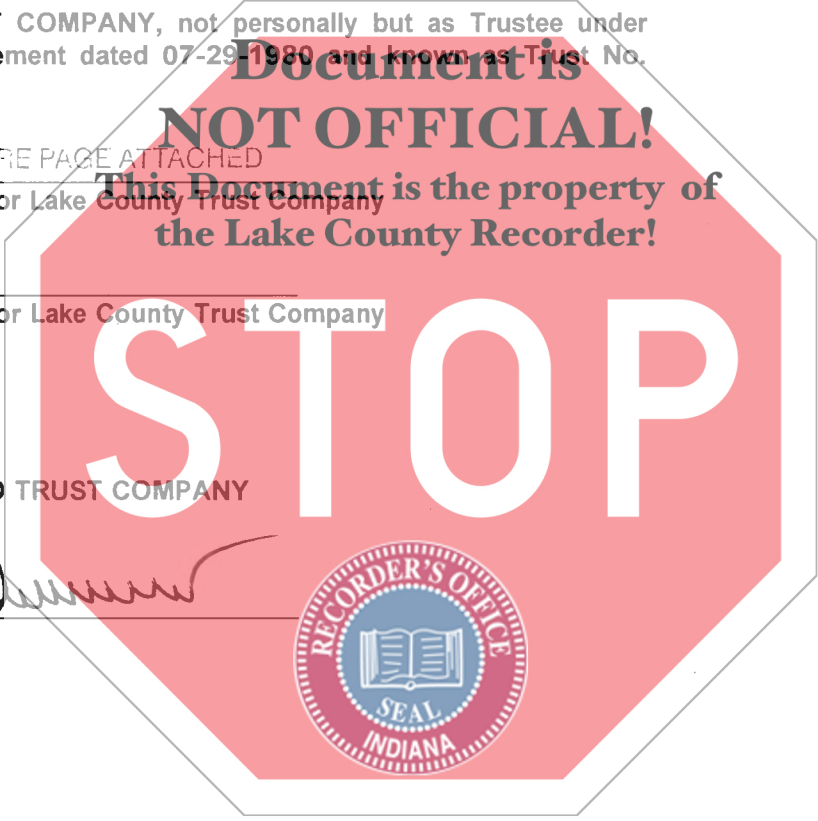 COMPANY, not personally but as Trustee under
dated 07-29-1980 and known as Trust No.
Document is
NOT OFFICIAL!
PAGE ATTACHED
This Document is the property of
or Lake County Trust Company
the Lake County Recorder!
or Lake County Trust Company
STOP
TRUST COMPANY
RECORDER'S OFFICE
SEAL
INDIANA